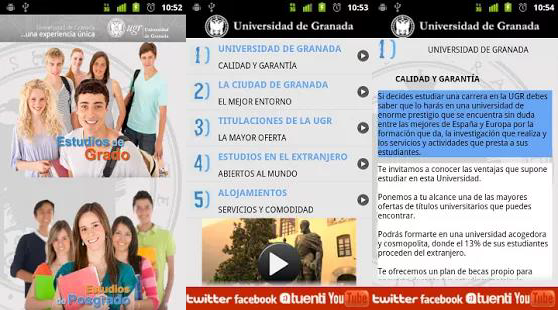 10:52
Universidad de Granada
...una experiencia única
ugr
Universidad
de Granada
Estudios de
Grado
Estudios
de Posgrado
10:53
Universidad de Granada
1) UNIVERSIDAD DE GRANADA
CALIDAD Y GARANTÍA
2) LA CIUDAD DE GRANADA
EL MEJOR ENTORNO
3) TITULACIONES DE LA UGR
LA MAYOR OFERTA
4) ESTUDIOS EN EL EXTRANJERO
ABIERTOS AL MUNDO
5) ALOJAMIENTOS
SERVICIOS Y COMODIDAD
twitter facebook @tuenti YouTube
10:54
Universidad de Granada
1) UNIVERSIDAD DE GRANADA
CALIDAD Y GARANTÍA
Si decides estudiar una carrera en la UGR debes
saber que lo harás en una universidad de
enorme prestigio que se encuentra sin duda
entre las mejores de España y Europa por la
formación que da, la investigación que realiza y
los servicios y actividades que presta a sus
estudiantes.
Te invitamos a conocer las ventajas que supone
estudiar en esta Universidad.
Ponemos a tu alcance una de las mayores
ofertas de títulos universitarios que puedes
encontrar.
Podrás formarte en una universidad acogedora
y cosmopolita, donde el 13% de sus estudiantes
proceden del extranjero.
Te ofrecemos un plan de becas propio para
twitter facebook @tuenti YouTube